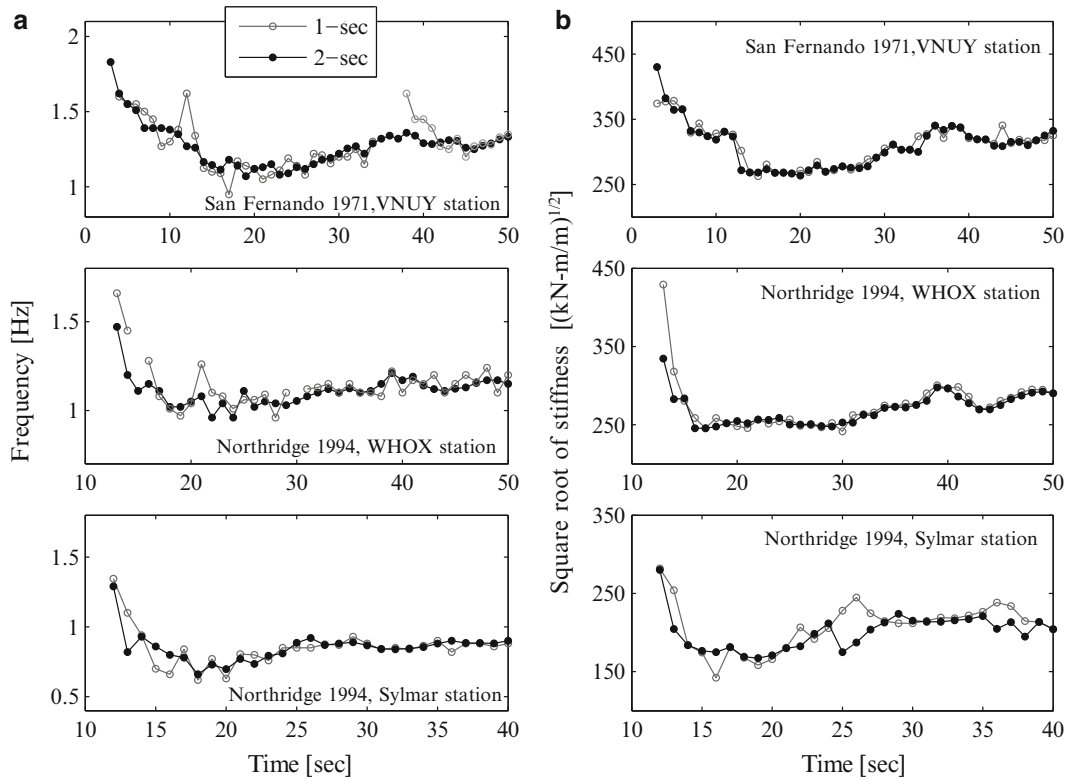 a
1−sec
2−sec
2
1.5
1
San Fernando 1971,VNUY station
0 10 20 30 40 50
1.5
1
Northridge 1994, WHOX station
10 20 30 40 50
1.5
1
0.5
Northridge 1994, Sylmar station
10 15 20 25 30 35 40
Frequency [Hz]
Time [sec]
b
450
350
250
San Fernando 1971,VNUY station
0 10 20 30 40 50
450
350
250
Northridge 1994, WHOX station
10 20 30 40 50
350
250
150
Northridge 1994, Sylmar station
10 15 20 25 30 35 40
Square root of stiffness [(kN-m/m)^{1/2}]
Time [sec]